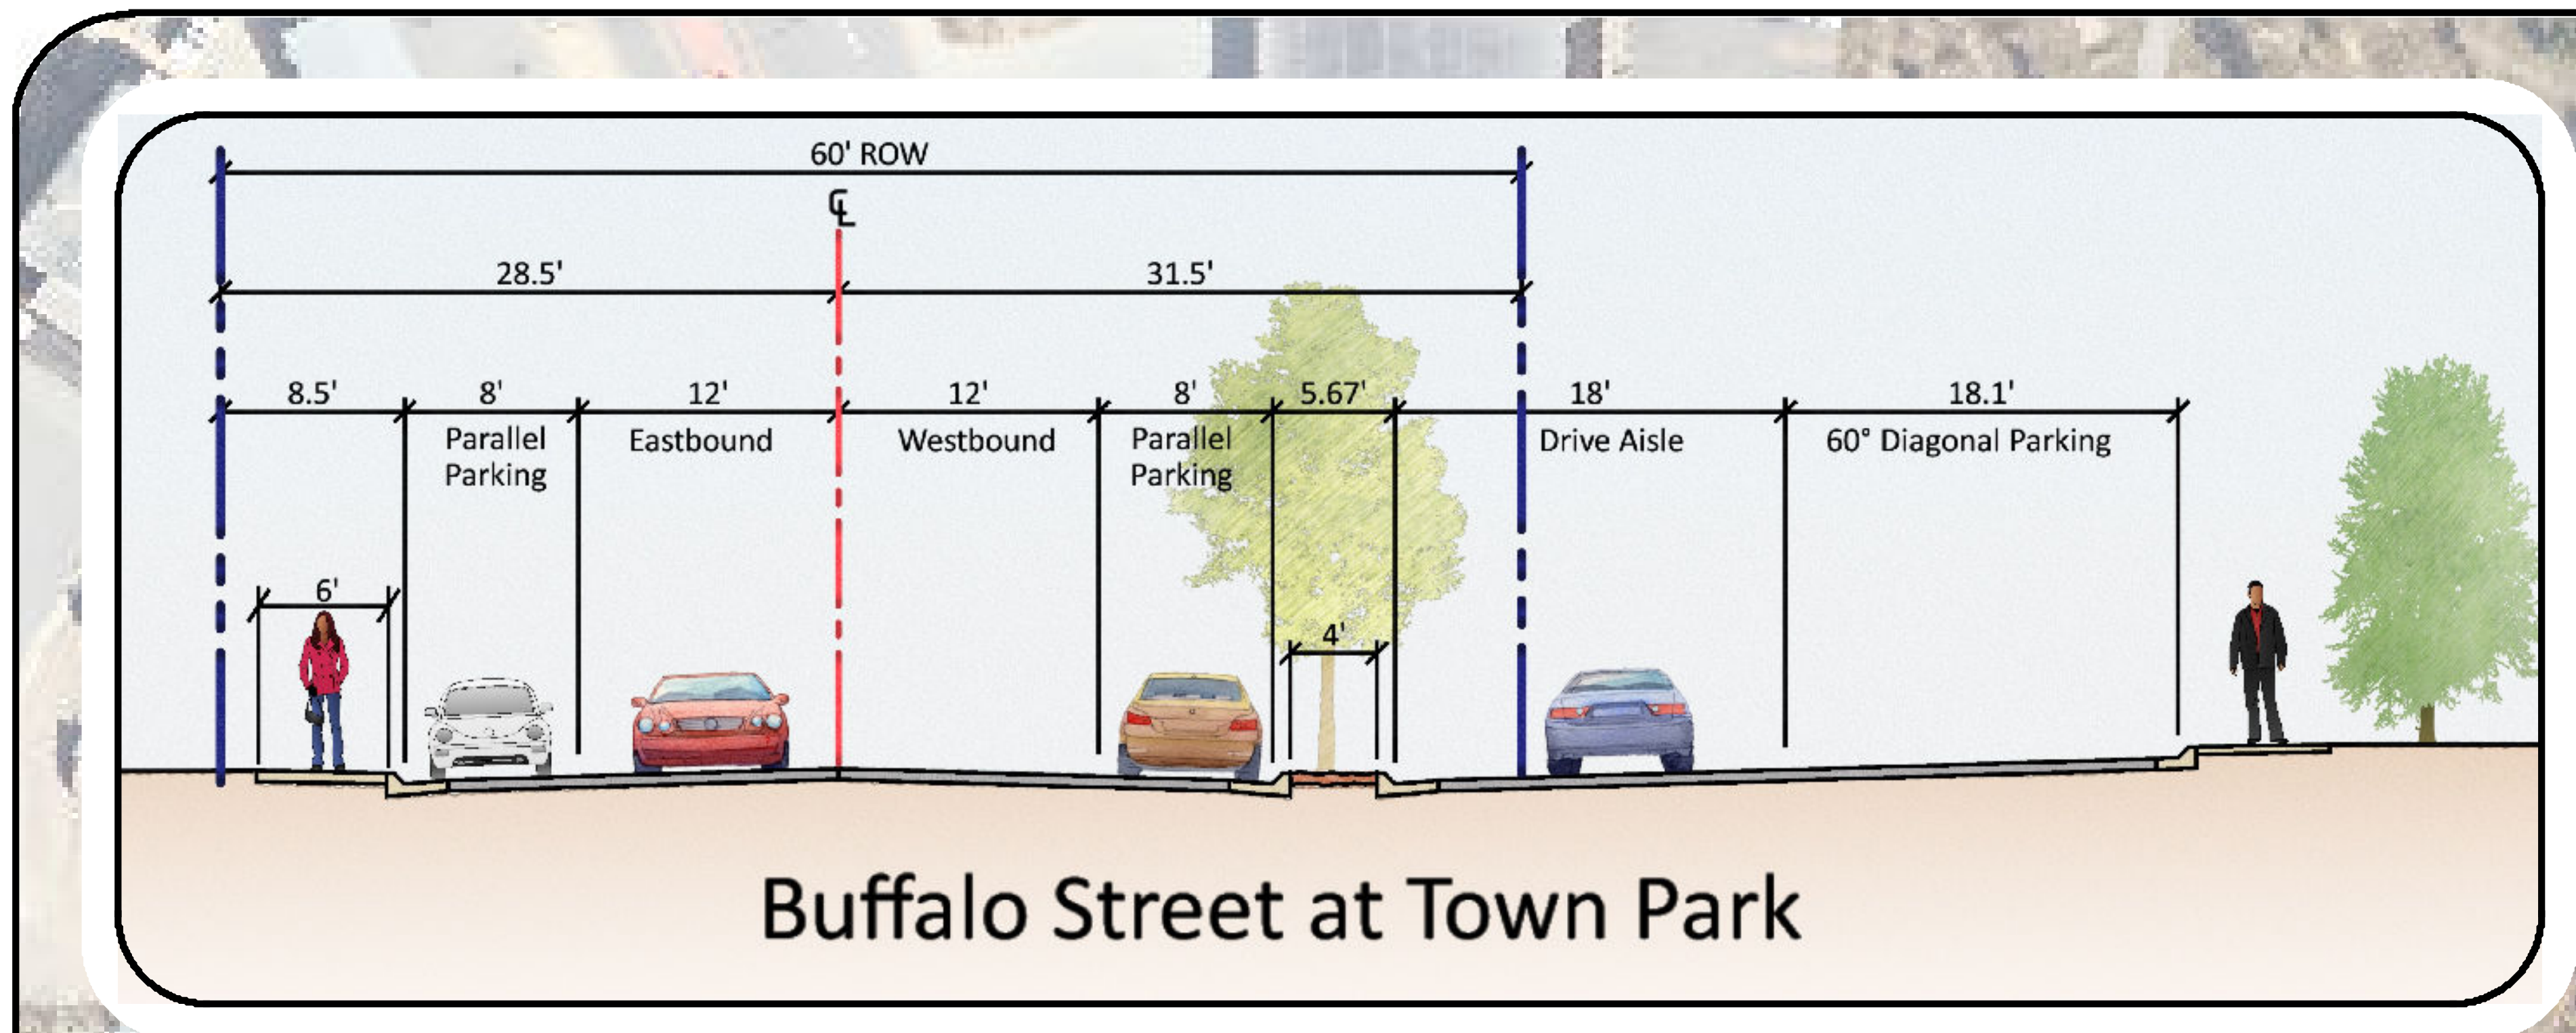 60' ROW
℄
28.5' 31.5'
8.5' 8' 12' 12' 8' 5.67' 18' 18.1'
Parallel Parking Eastbound Westbound Parallel Parking Drive Aisle 60° Diagonal Parking
6'
4'
Buffalo Street at Town Park